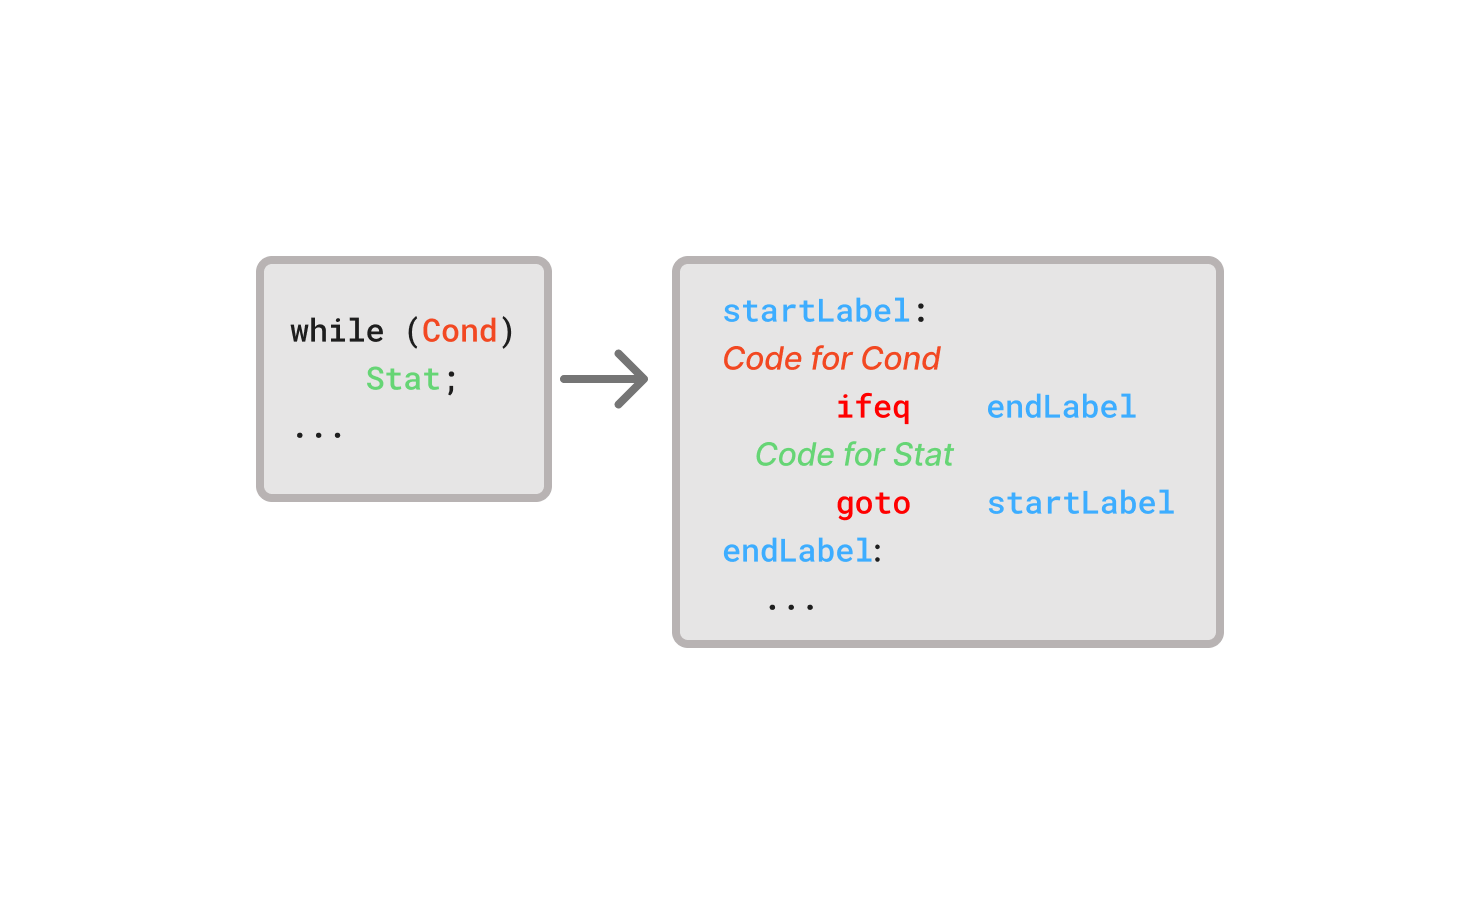 while (Cond)
Stat;
...
startLabel:
Code for Cond
ifeq endLabel
Code for Stat
goto startLabel
endLabel:
...